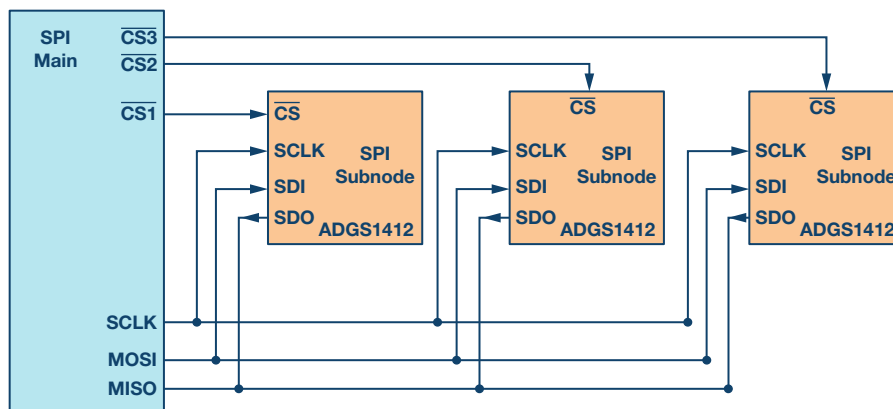 SPI
Main
CS3
CS2
CS1
SCLK
MOSI
MISO
CS
SCLK
SPI
Subnode
SDI
SDO
ADGS1412
CS
SCLK
SPI
Subnode
SDI
SDO
ADGS1412
CS
SCLK
SPI
Subnode
SDI
SDO
ADGS1412